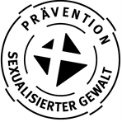 PRÄVENTION
SEXUALISIERTER GEWALT